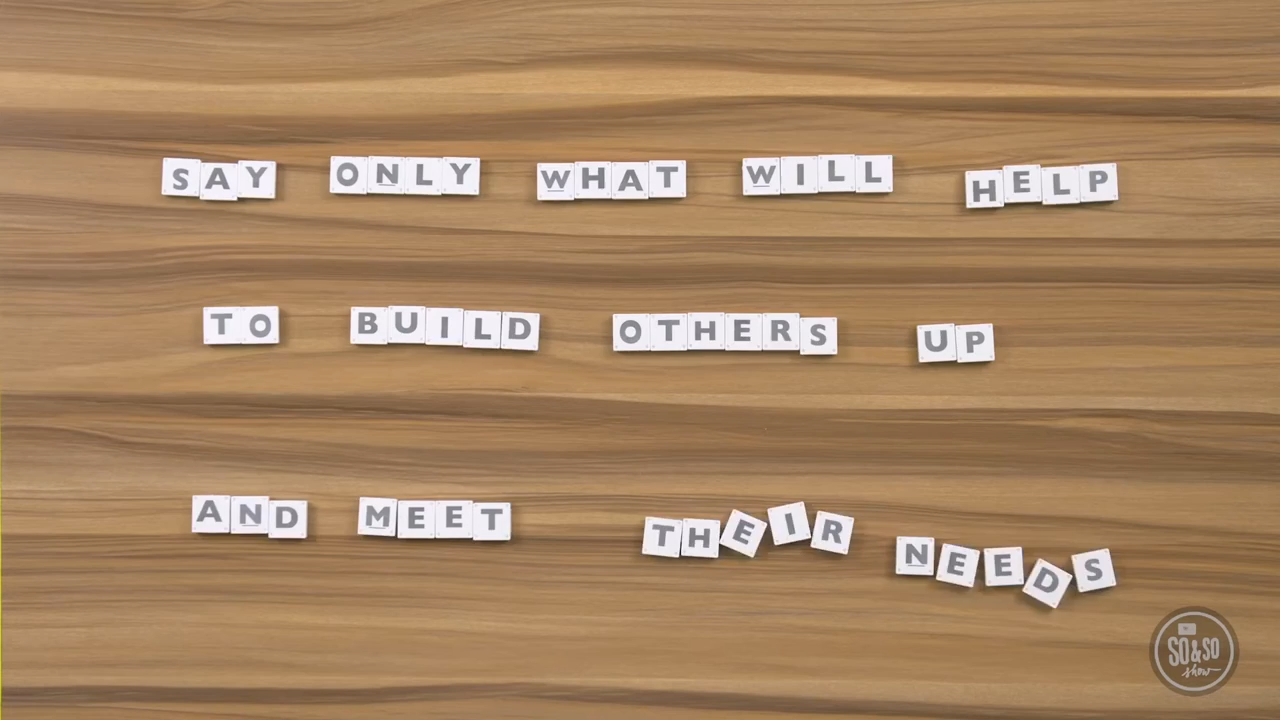 SAY ONLY WHAT WILL HELP
TO BUILD OTHERS UP
AND MEET THEIR NEEDS
SO & SO
show